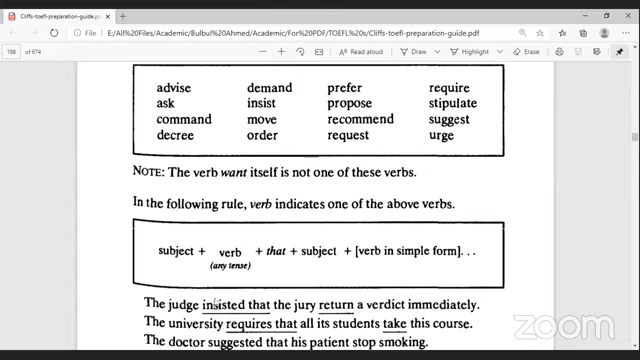 Cliffs-toefl-preparation-guide.pdf
E:/All%20Files/Academic/Bulbul%20Ahmed/Academic/For%20PDF/TOEFL%20s/Cliffs-toefl-preparation-guide.pdf
198 of 674
Read aloud
Draw
Highlight
Erase
advise demand prefer require
ask insist propose stipulate
command move recommend suggest
decree order request urge
NOTE: The verb want itself is not one of these verbs.
In the following rule, verb indicates one of the above verbs.
subject + verb + that + subject + [verb in simple form]. . .
(any tense)
The judge insisted that the jury return a verdict immediately.
The university requires that all its students take this course.
The doctor suggested that his patient stop smoking.
LIVE ON
zoom